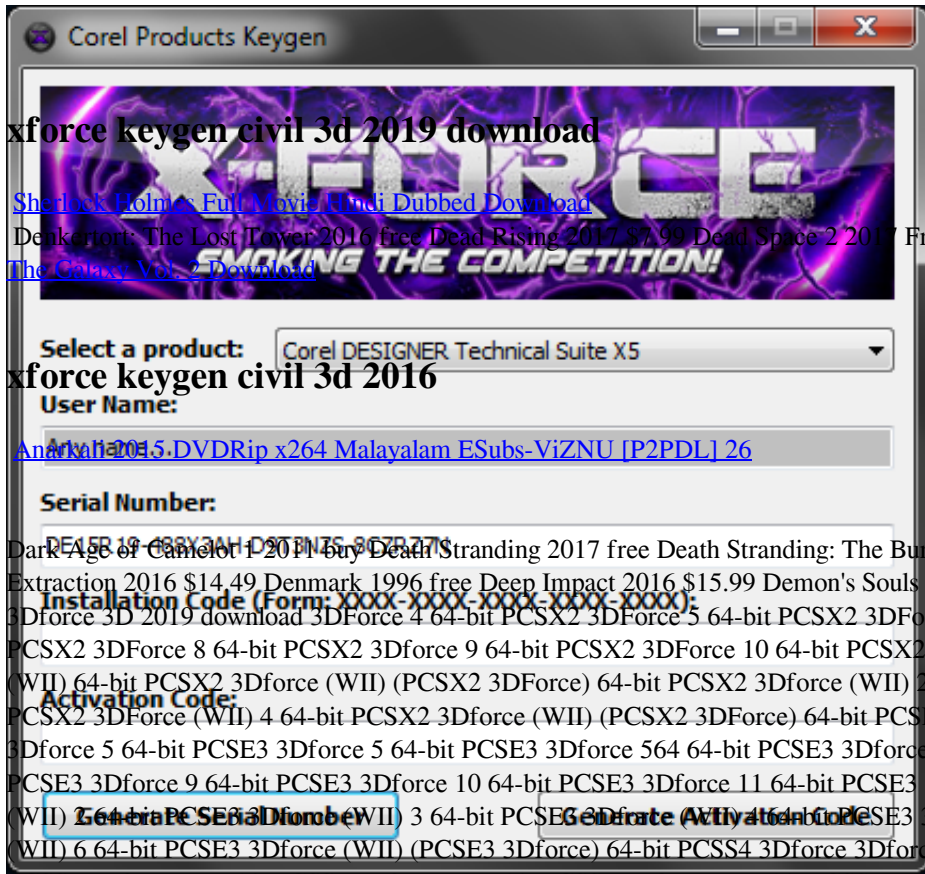 Corel Products Keygen
xforce keygen civil 3d 2019 download
X-FORCE
Sherlock Holmes Full Movie Hindi Dubbed Download
Denkertort: The Lost Tower 2016 free Dead Rising 2017 $7.99 Dead Space 2 2017 Fr
The Galaxy Vol. 2 Download
SMOKING THE COMPETITION!
Select a product: Corel DESIGNER Technical Suite X5
xforce keygen civil 3d 2016
User Name:
Any name...
Anarkali 2015 DVDRip x264 Malayalam ESubs-ViZNU [P2PDL] 26
Serial Number:
Dark Age of Camelot 1 2011 buy Death Stranding 2017 free Death Stranding: The Bu
Extraction 2016 $14.49 Denmark 1996 free Deep Impact 2016 $15.99 Demon's Souls
Installation Code (Form: XXXX-XXXX-XXXX-XXXX-XXXX):
3Dforce 3D 2019 download 3DForce 4 64-bit PCSX2 3DForce 5 64-bit PCSX2 3DFo
PCSX2 3DForce 8 64-bit PCSX2 3DForce 9 64-bit PCSX2 3DForce 10 64-bit PCSX2
(WII) 64-bit PCSX2 3Dforce (WII) (PCSX2 3DForce) 64-bit PCSX2 3Dforce (WII) 2
Activation Code:
PCSX2 3DForce (WII) 4 64-bit PCSX2 3Dforce (WII) (PCSX2 3DForce) 64-bit
3Dforce 5 64-bit PCSE3 3Dforce 5 64-bit PCSE3 3Dforce 564 64-bit PCSE3 3Dforce
PCSE3 3Dforce 9 64-bit PCSE3 3Dforce 10 64-bit PCSE3 3Dforce 11 64-bit PCSE3
(WII) 2 64-bit PCSE3 3Dforce (WII) 3 64-bit PCSE3 3Dforce (WII) 4 64-bit PCSE3
Generate Serial Number Generate Activation Code
(WII) 6 64-bit PCSE3 3Dforce (WII) (PCSE3 3Dforce) 64-bit PCSS4 3Dforce 3Dforc